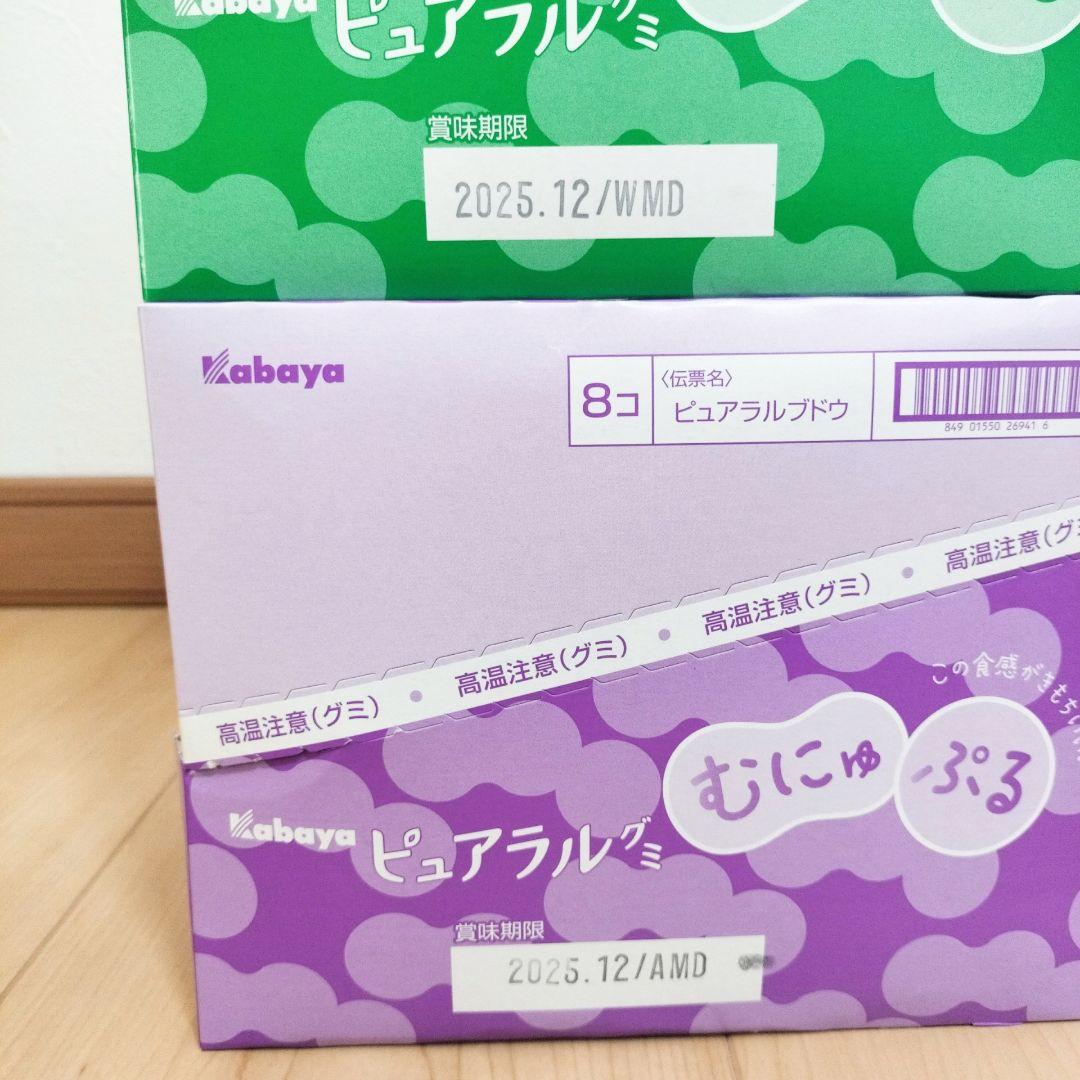 Kabaya
ピュアラルグミ
賞味期限
2025.12/WMD
Kabaya
8コ
〈伝票名〉
ピュアラルブドウ
849 01550 26941 6
高温注意(グミ) • 高温注意(グミ) • 高温注意(グミ) • 高温注意(グミ
この食感がきもちい
むにゅ ぷる
Kabaya
ピュアラルグミ
賞味期限
2025.12/AMD